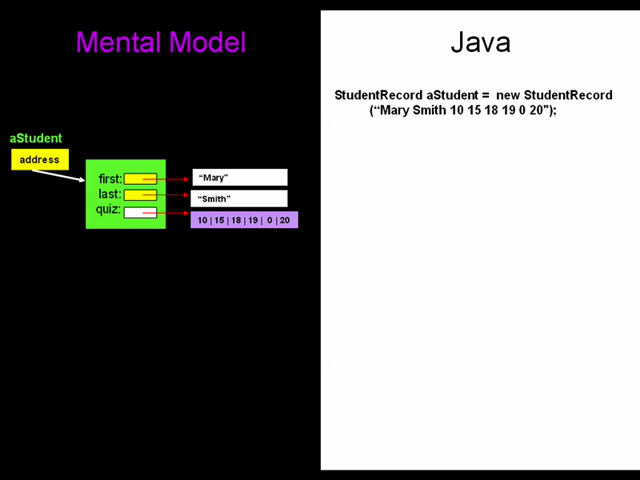 Mental Model
Java
StudentRecord aStudent =  new StudentRecord
(“Mary Smith 10 15 18 19 0 20");
aStudent
address
first:
“Mary”
last:
“Smith”
quiz:
10 | 15 | 18 | 19 | 0 | 20